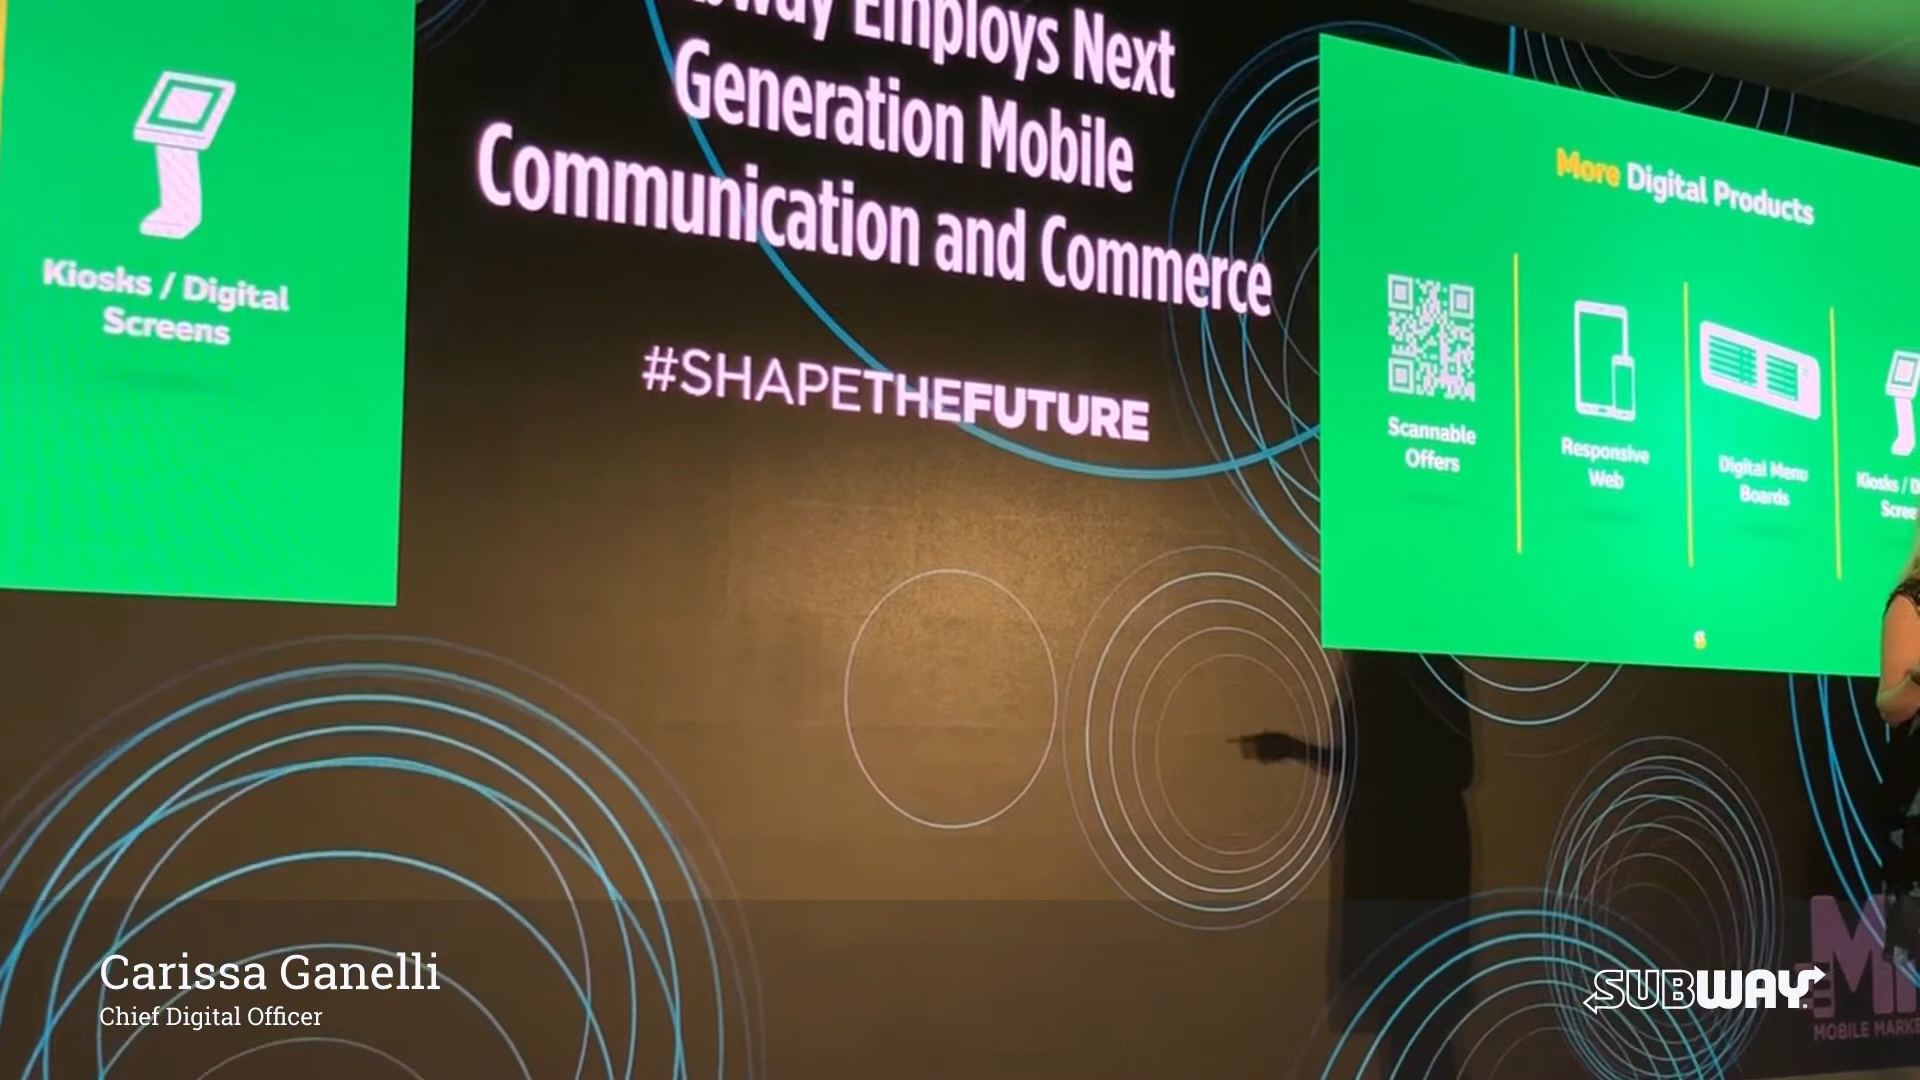 Kiosks / Digital
Screens
Employs Next
Generation Mobile
Communication and Commerce
#SHAPETHEFUTURE
More Digital Products
Scannable
Offers
Responsive
Web
Digital Menu
Boards
Kiosks /
Carissa Ganelli
Chief Digital Officer
SUBWAY
MOBILE